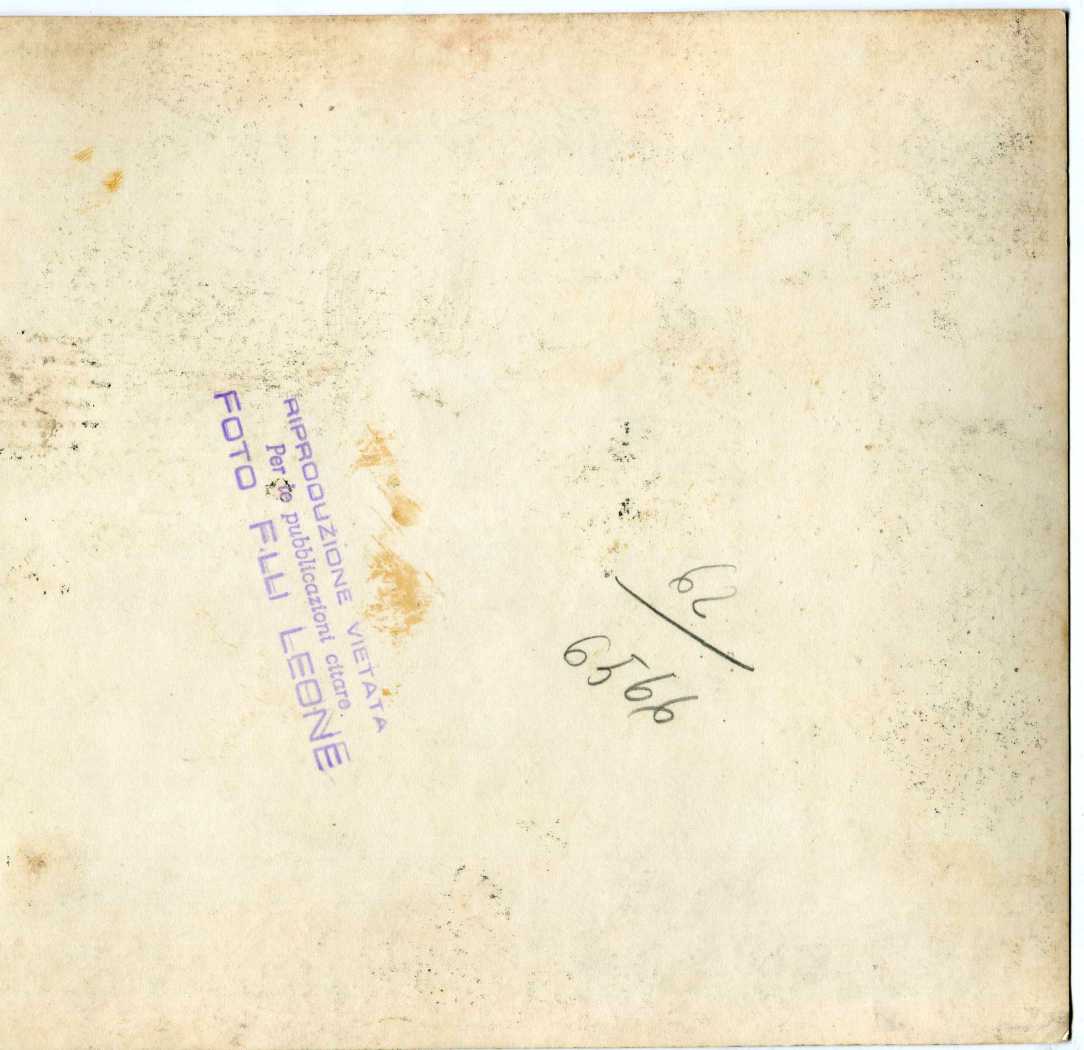 RIPRODUZIONE VIETATA
Per le pubblicazioni citare.
FOTO F.LLI LEONE
62/
6566